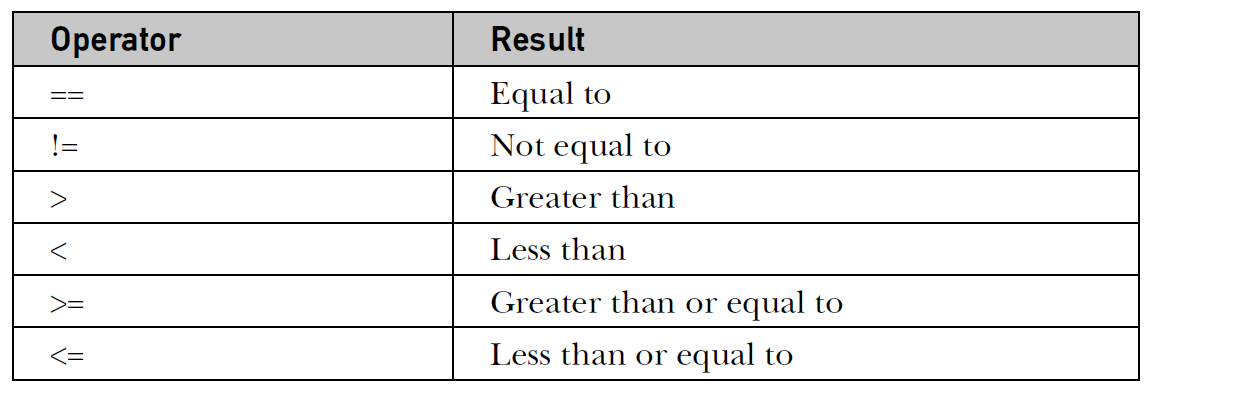 Operator Result
== Equal to
!= Not equal to
> Greater than
< Less than
>= Greater than or equal to
<= Less than or equal to